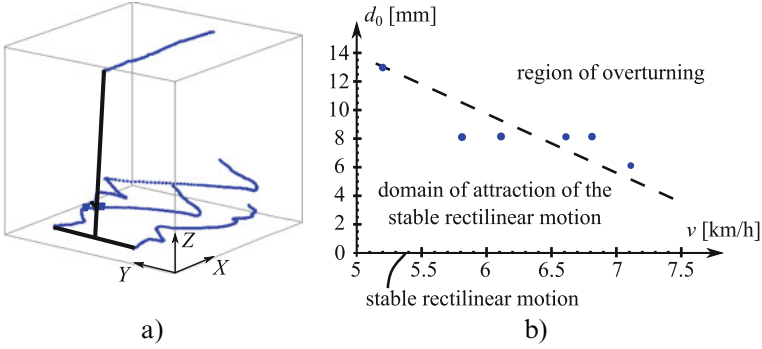 Z
Y
X
a)
d₀ [mm]
14
12
10
8
6
4
2
0
region of overturning
domain of attraction of the
stable rectilinear motion
v [km/h]
5
5.5
6
6.5
7
7.5
stable rectilinear motion
b)